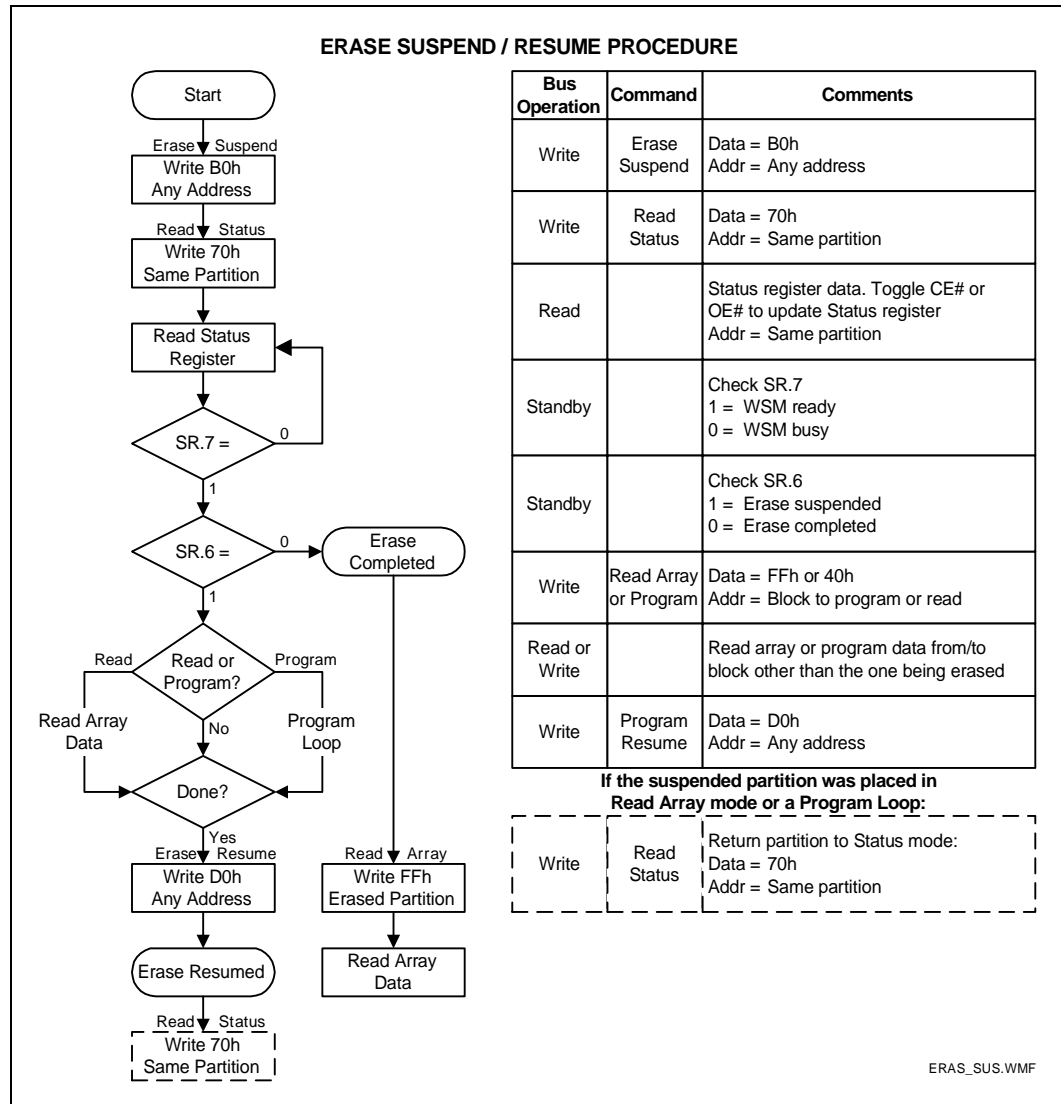 ERASE SUSPEND / RESUME PROCEDURE
Start
Erase Suspend
Write B0h
Any Address
Read Status
Write 70h
Same Partition
Read Status
Register
SR.7 =
0
1
SR.6 =
0
Erase
Completed
1
Read
Read or
Program?
Program
Read Array
Data
No
Program
Loop
Done?
Yes
Erase Resume
Write D0h
Any Address
Read Array
Write FFh
Erased Partition
Erase Resumed
Read Array
Data
Read Status
Write 70h
Same Partition
Bus
Operation
Command
Comments
Write
Erase
Suspend
Data = B0h
Addr = Any address
Write
Read
Status
Data = 70h
Addr = Same partition
Read
Status register data. Toggle CE# or
OE# to update Status register
Addr = Same partition
Standby
Check SR.7
1 = WSM ready
0 = WSM busy
Standby
Check SR.6
1 = Erase suspended
0 = Erase completed
Write
Read Array
or Program
Data = FFh or 40h
Addr = Block to program or read
Read or
Write
Read array or program data from/to
block other than the one being erased
Write
Program
Resume
Data = D0h
Addr = Any address
If the suspended partition was placed in
Read Array mode or a Program Loop:
Write
Read
Status
Return partition to Status mode:
Data = 70h
Addr = Same partition
ERAS_SUS.WMF